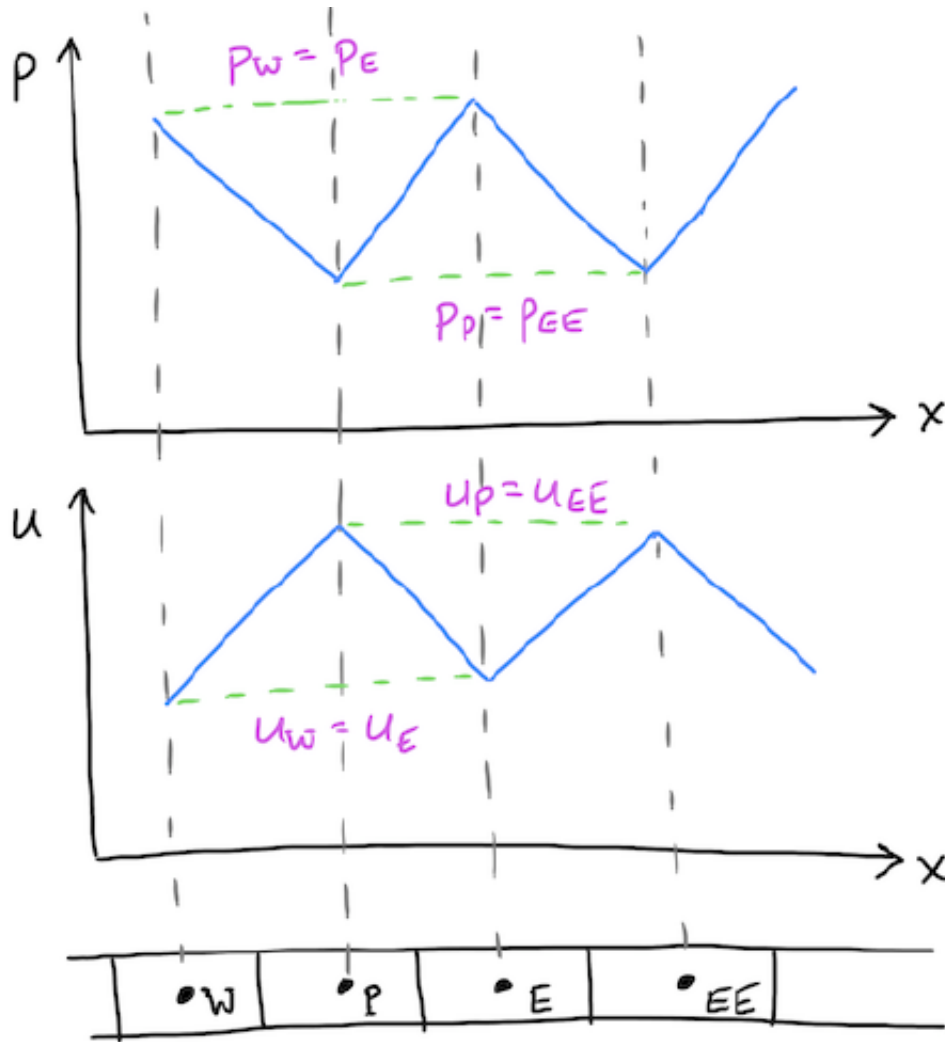 P
Pw = PE
Pp = PEE
x
u
up = uEE
uw = uE
x
W
P
E
EE